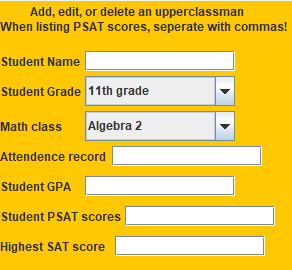 Add, edit, or delete an upperclassman
When listing PSAT scores, seperate with commas!
Student Name
Student Grade 11th grade
Math class Algebra 2
Attendence record
Student GPA
Student PSAT scores
Highest SAT score